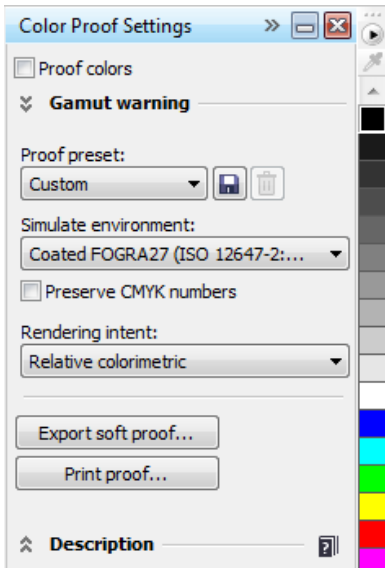 Color Proof Settings
Proof colors
Gamut warning
Proof preset:
Custom
Simulate environment:
Coated FOGRA27 (ISO 12647-2:...
Preserve CMYK numbers
Rendering intent:
Relative colorimetric
Export soft proof...
Print proof...
Description